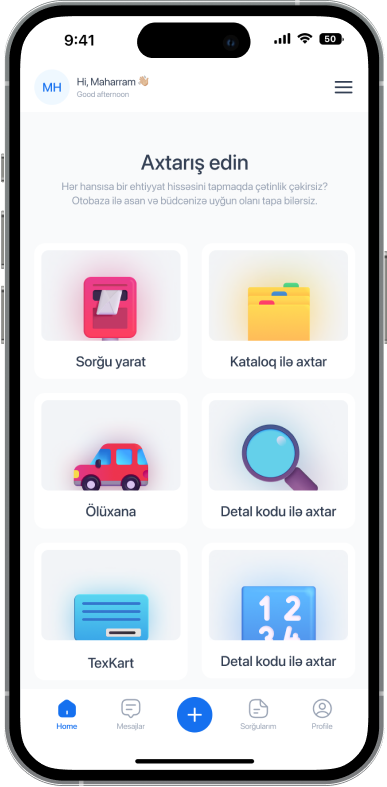 9:41
50
MH
Hi, Maharram 👋🏼
Good afternoon
Axtarış edin
Hər hansısa bir ehtiyyat hissəsini tapmaqda çətinlik çəkirsiz?
Otobaza ilə asan və büdcənizə uyğun olanı tapa bilərsiz.
Sorğu yarat
Kataloq ilə axtar
Ölüxana
Detal kodu ilə axtar
1 2
3 4
TexKart
Detal kodu ilə axtar
Home
Mesajlar
Sorğularım
Profile